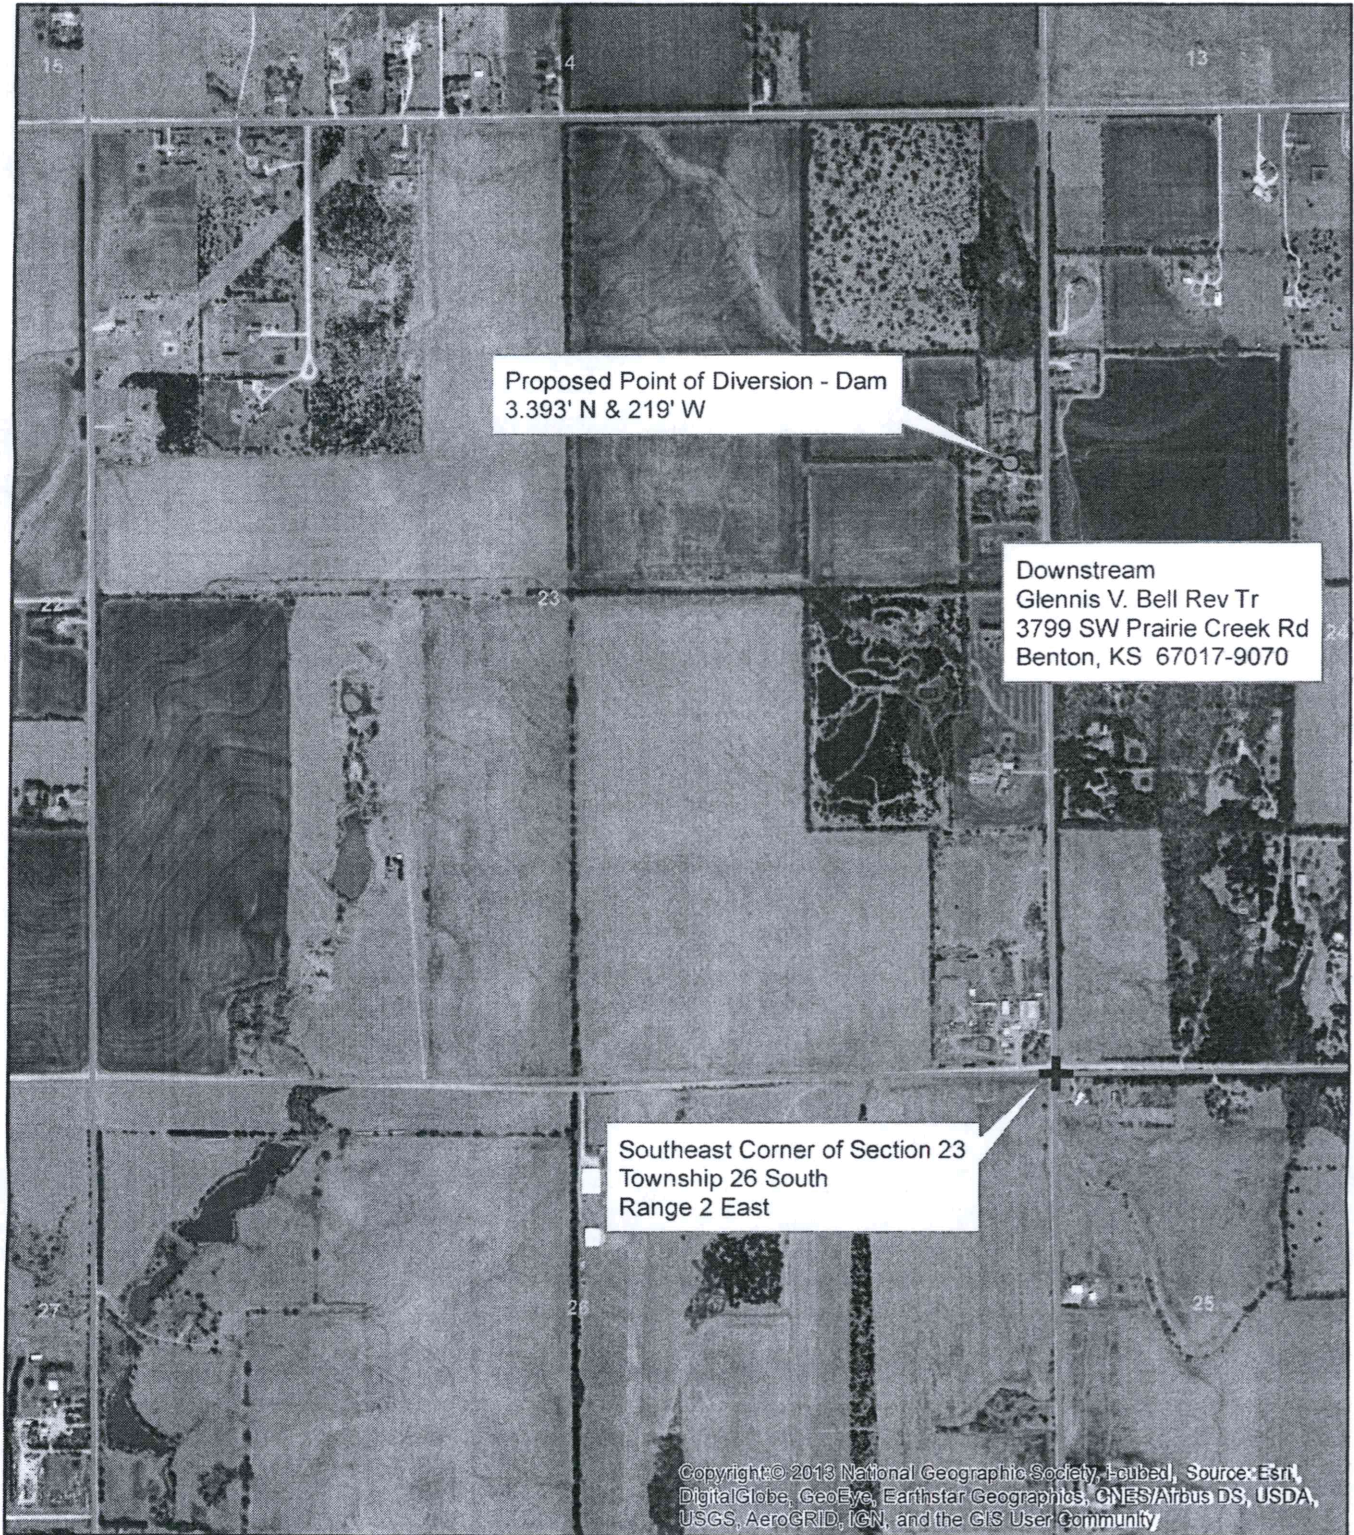 15
14
13
Proposed Point of Diversion - Dam
3.393' N & 219' W
Downstream
Glennis V. Bell Rev Tr
3799 SW Prairie Creek Rd
Benton, KS 67017-9070
22
23
24
Southeast Corner of Section 23
Township 26 South
Range 2 East
27
26
25
Copyright:© 2013 National Geographic Society, i-cubed, Source: Esri,
DigitalGlobe, GeoEye, Earthstar Geographics, CNES/Airbus DS, USDA,
USGS, AeroGRID, IGN, and the GIS User Community